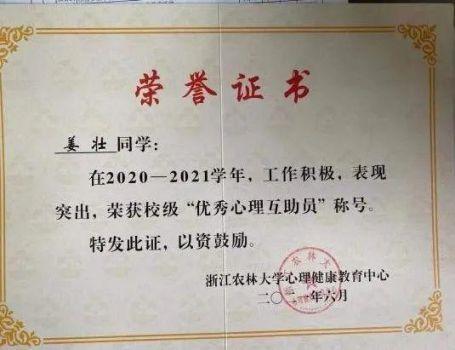 荣誉证书
姜壮同学:
在2020—2021学年,工作积极,表现
突出,荣获校级“优秀心理互助员”称号。
特发此证,以资鼓励。
浙江农林大学心理健康教育中心
二〇二 年六月